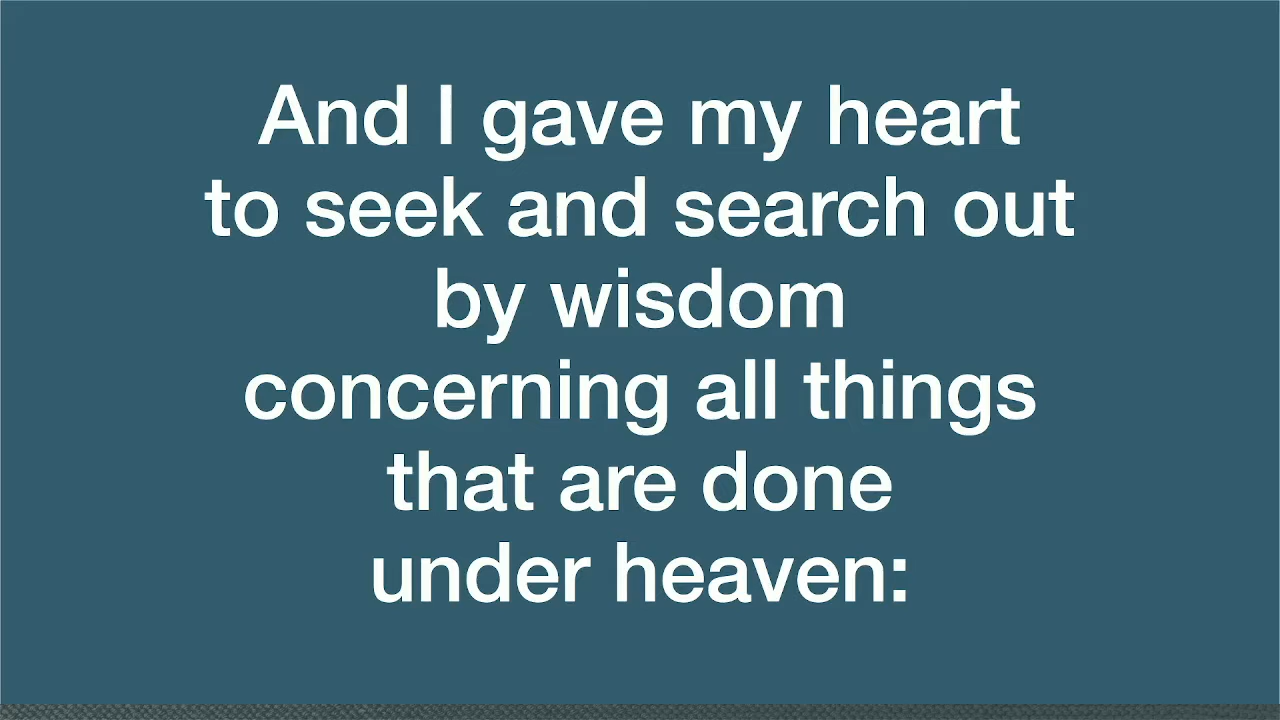 And I gave my heart
to seek and search out
by wisdom
concerning all things
that are done
under heaven: